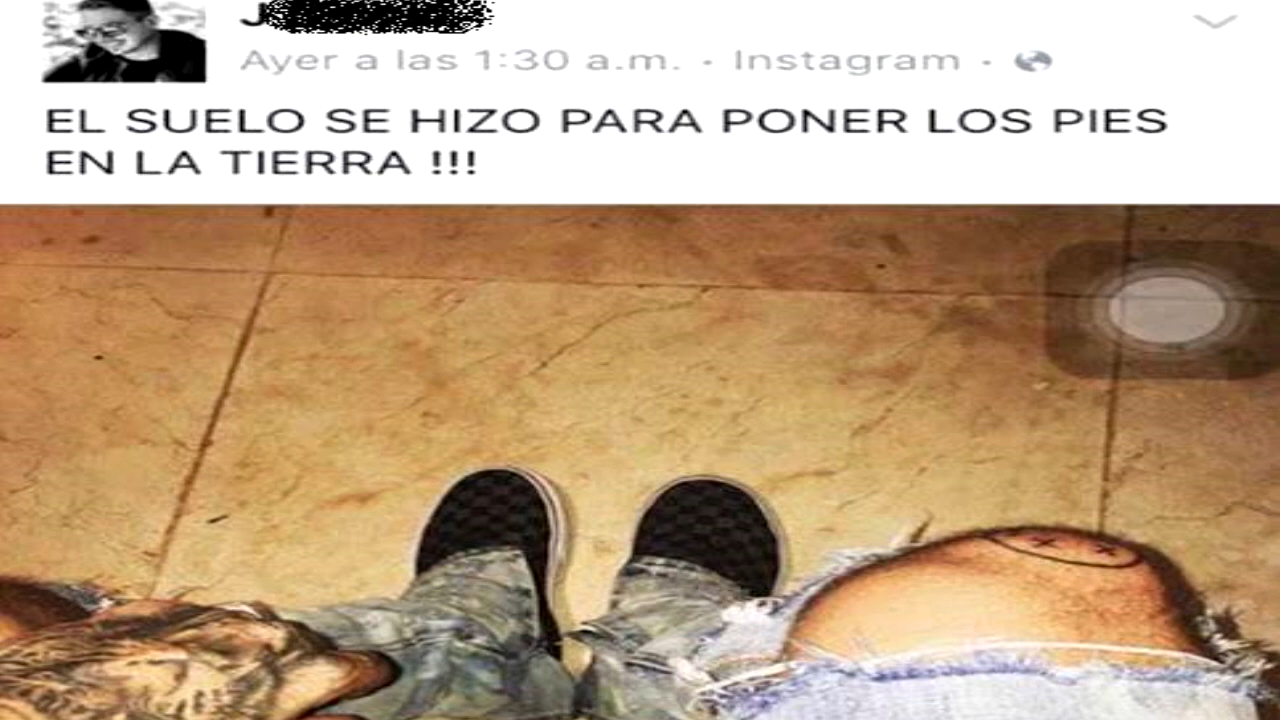 Ayer a las 1:30 a.m. · Instagram ·
EL SUELO SE HIZO PARA PONER LOS PIES
EN LA TIERRA !!!